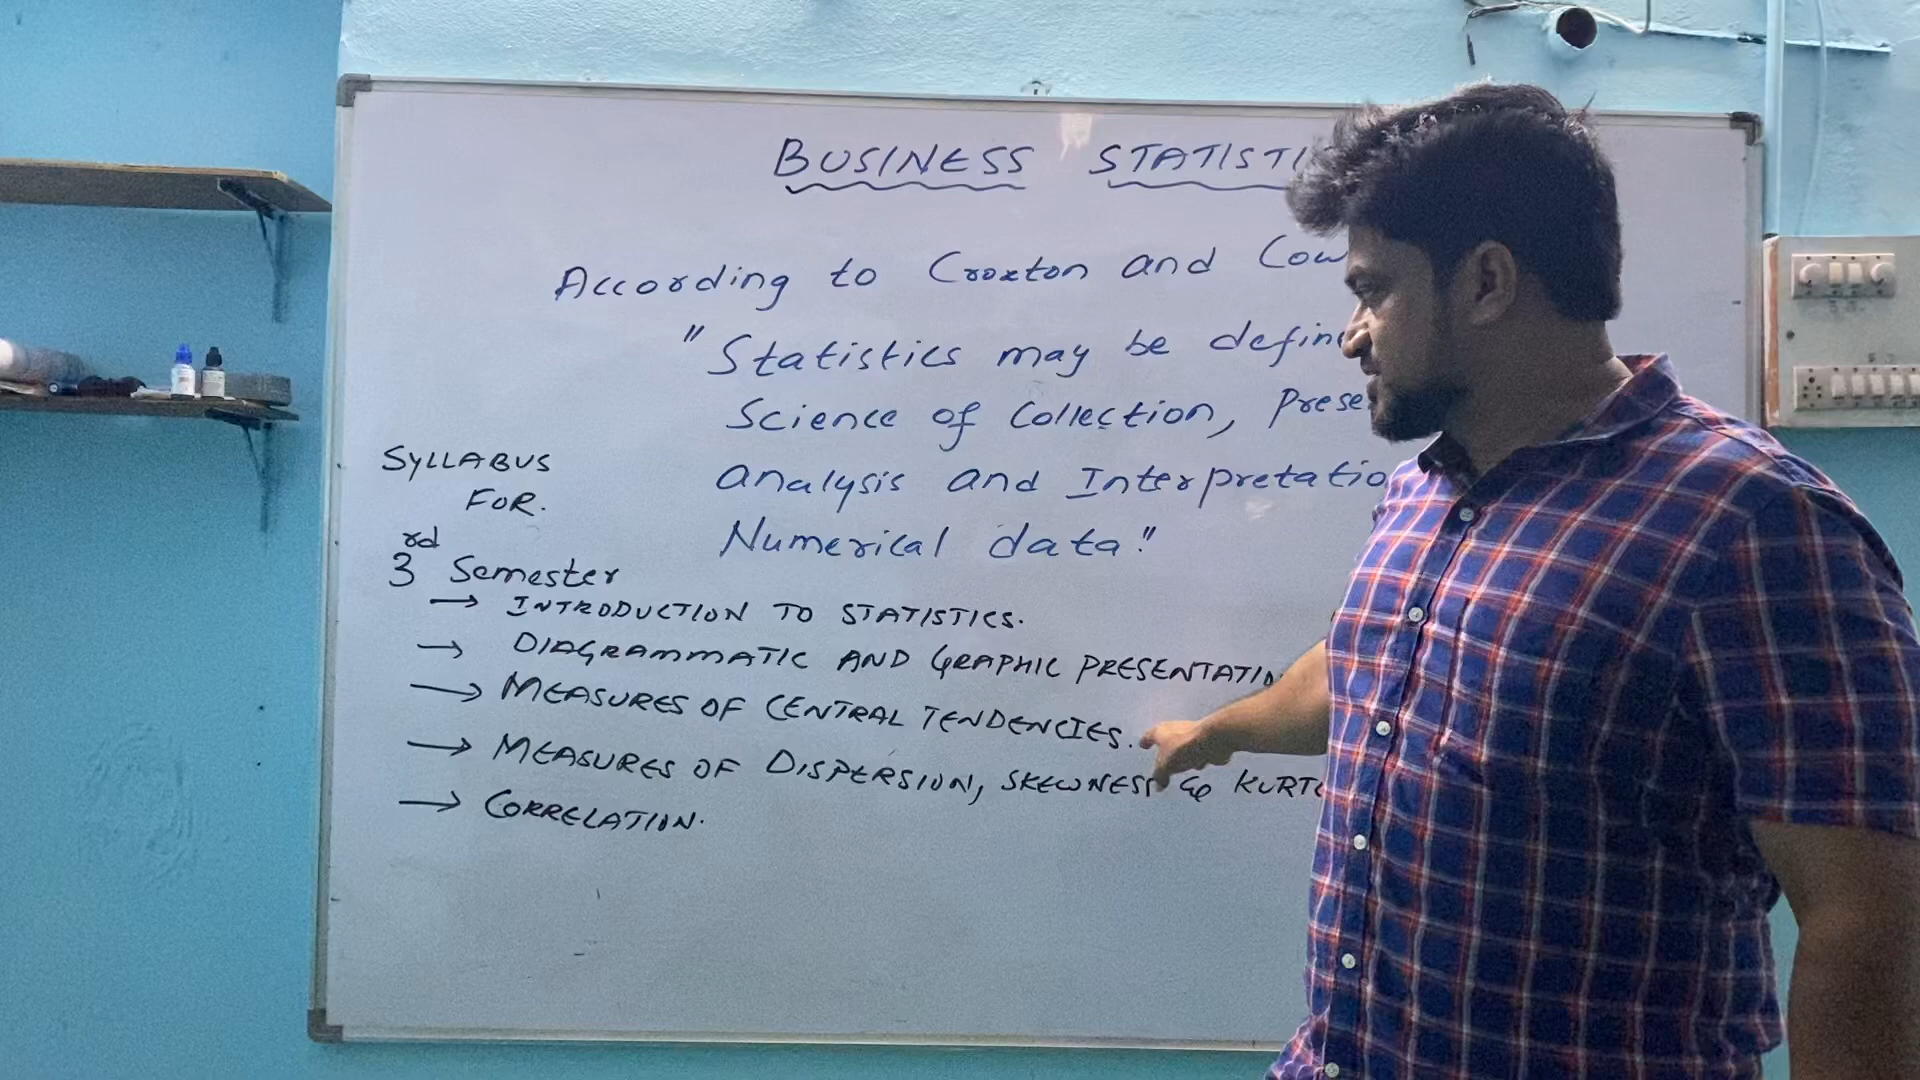 BUSINESS STATISTI
According to Croxton and Cow
"Statistics may be define
Science of Collection, Prese
analysis and Interpretatio
Numerical data."
SYLLABUS
FOR.
3rd Semester
→ INTRODUCTION TO STATISTICS.
→ DIAGRAMMATIC AND GRAPHIC PRESENTATION
→ MEASURES OF CENTRAL TENDENCIES.
→ MEASURES OF DISPERSION, SKEWNESS & KURTO
→ CORRELATION.